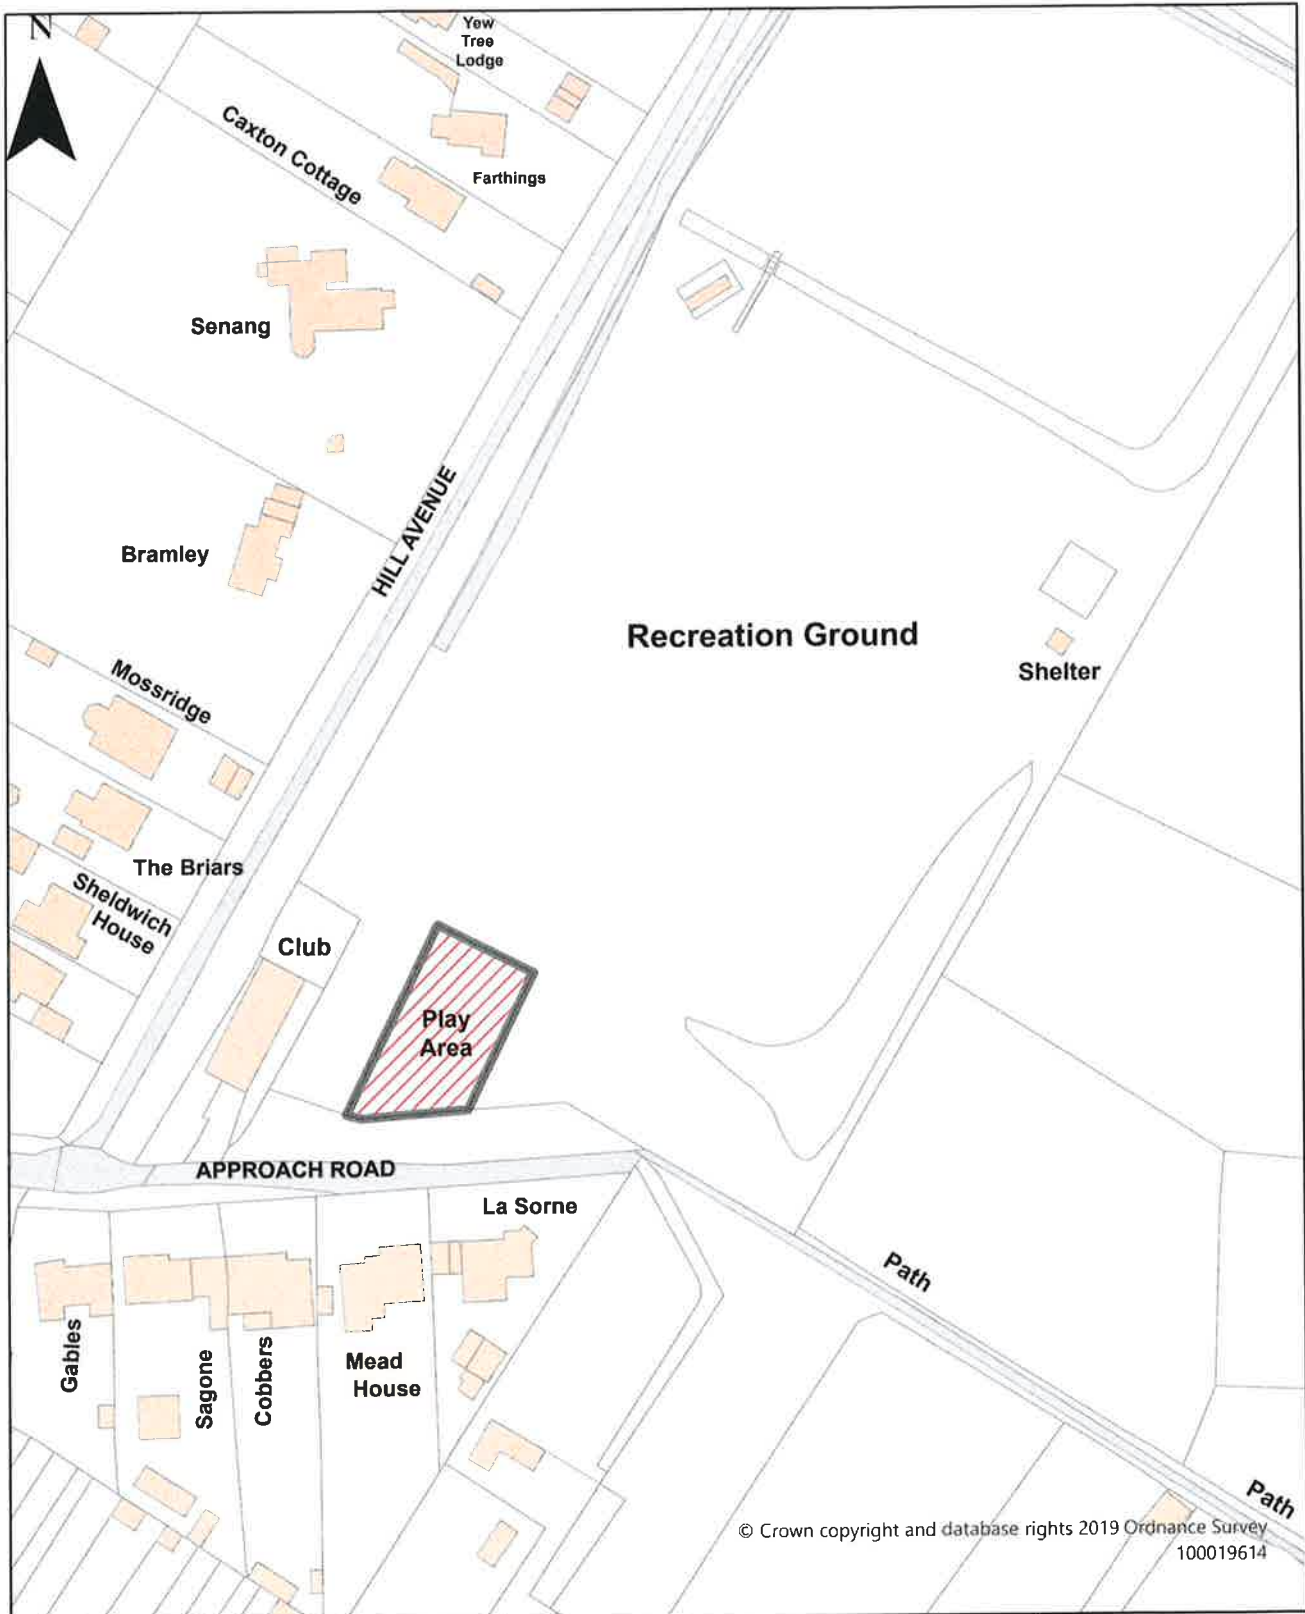 N
Yew
Tree
Lodge
Caxton Cottage
Farthings
Senang
HILL AVENUE
Bramley
Recreation Ground
Shelter
Mossridge
The Briars
Sheldwich
House
Club
Play
Area
APPROACH ROAD
La Sorne
Path
Gables
Sagone
Cobbers
Mead
House
Path
© Crown copyright and database rights 2019 Ordnance Survey
100019614